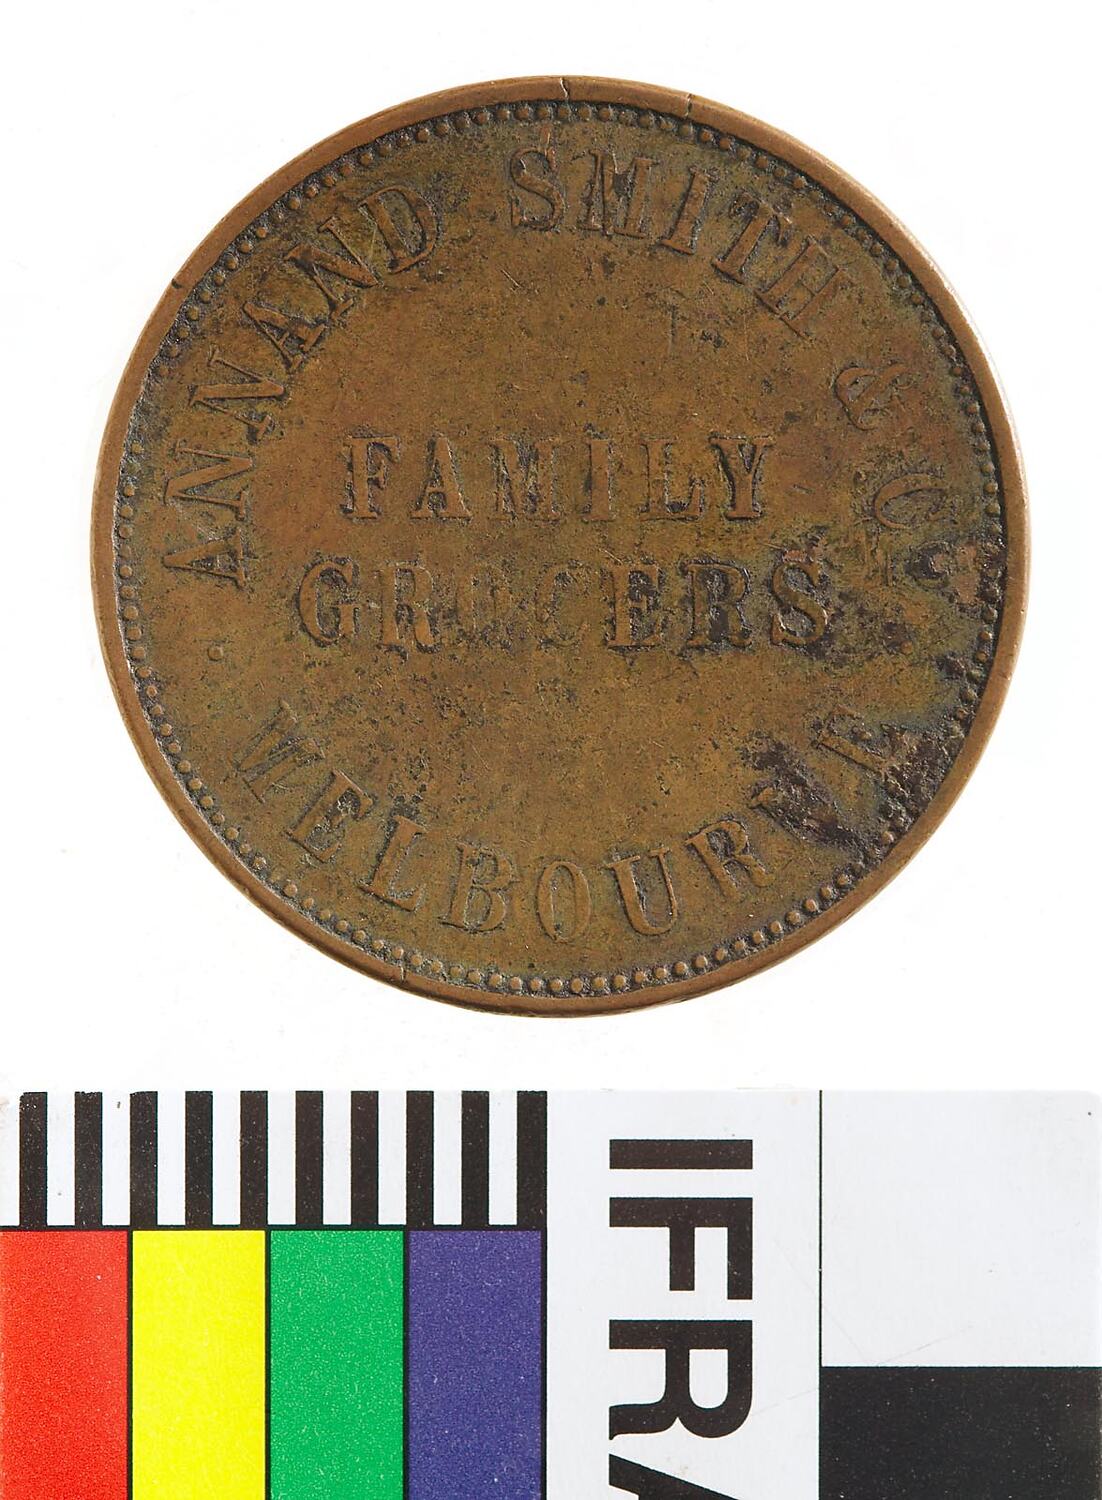 ANNAND SMITH & CO.
FAMILY
GROCERS
MELBOURNE
IFRA